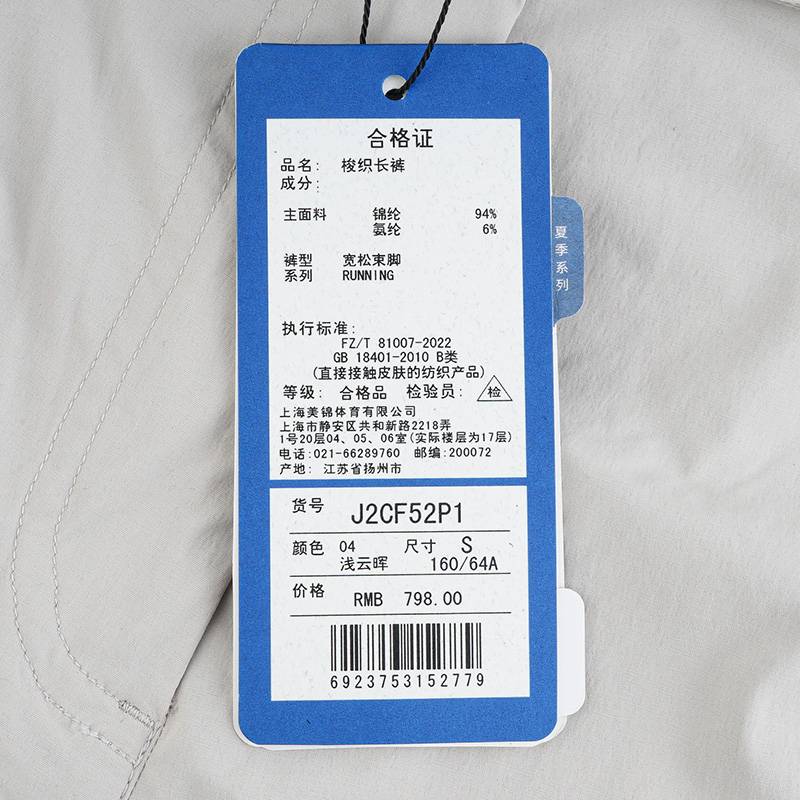 合格证
品名: 梭织长裤
成分:
主面料 锦纶 94%
氨纶 6%
裤型 宽松束脚
系列 RUNNING
执行标准:
FZ/T 81007-2022
GB 18401-2010 B类
(直接接触皮肤的纺织产品)
等级: 合格品 检验员: 检
上海美锦体育有限公司
上海市静安区共和新路2218弄
1号20层04、05、06室(实际楼层为17层)
电话:021-66289760 邮编:200072
产地: 江苏省扬州市
夏季系列
货号 J2CF52P1
颜色 04 尺寸 S
浅云晖 160/64A
价格 RMB 798.00
6923753152779